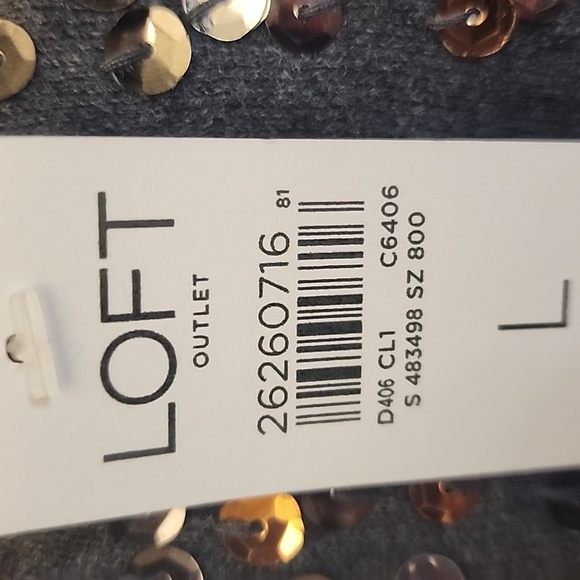 LOFT
OUTLET
26260716 81
D406 CL1 C6406
S 483498 SZ 800
L